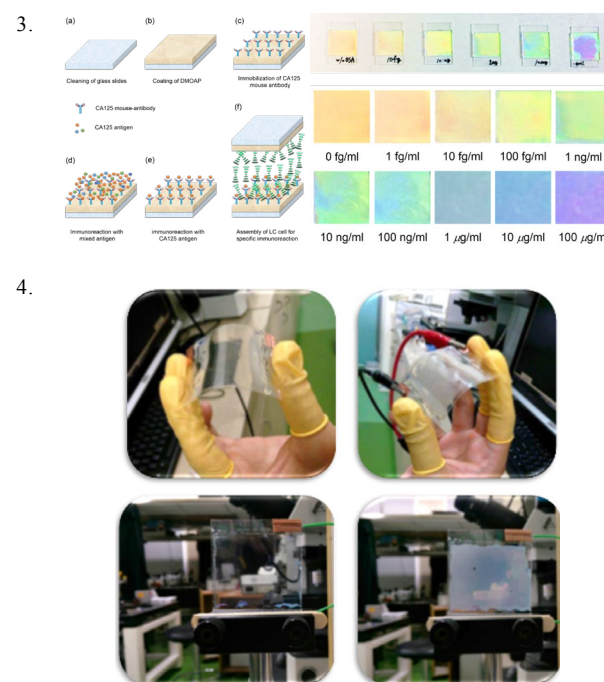 3.
(a)
(b)
(c)
Cleaning of glass slides
Coating of DMOAP
Immobilization of CA125
mouse antibody
CA125 mouse-antibody
CA125 antigen
(f)
(d)
(e)
Immunoreaction with
mixed antigen
immunoreaction with
CA125 antigen
Assembly of LC cell for
specific immunoreaction
0 fg/ml
1 fg/ml
10 fg/ml
100 fg/ml
1 ng/ml
10 ng/ml
100 ng/ml
1 μg/ml
10 μg/ml
100 μg/m
4.